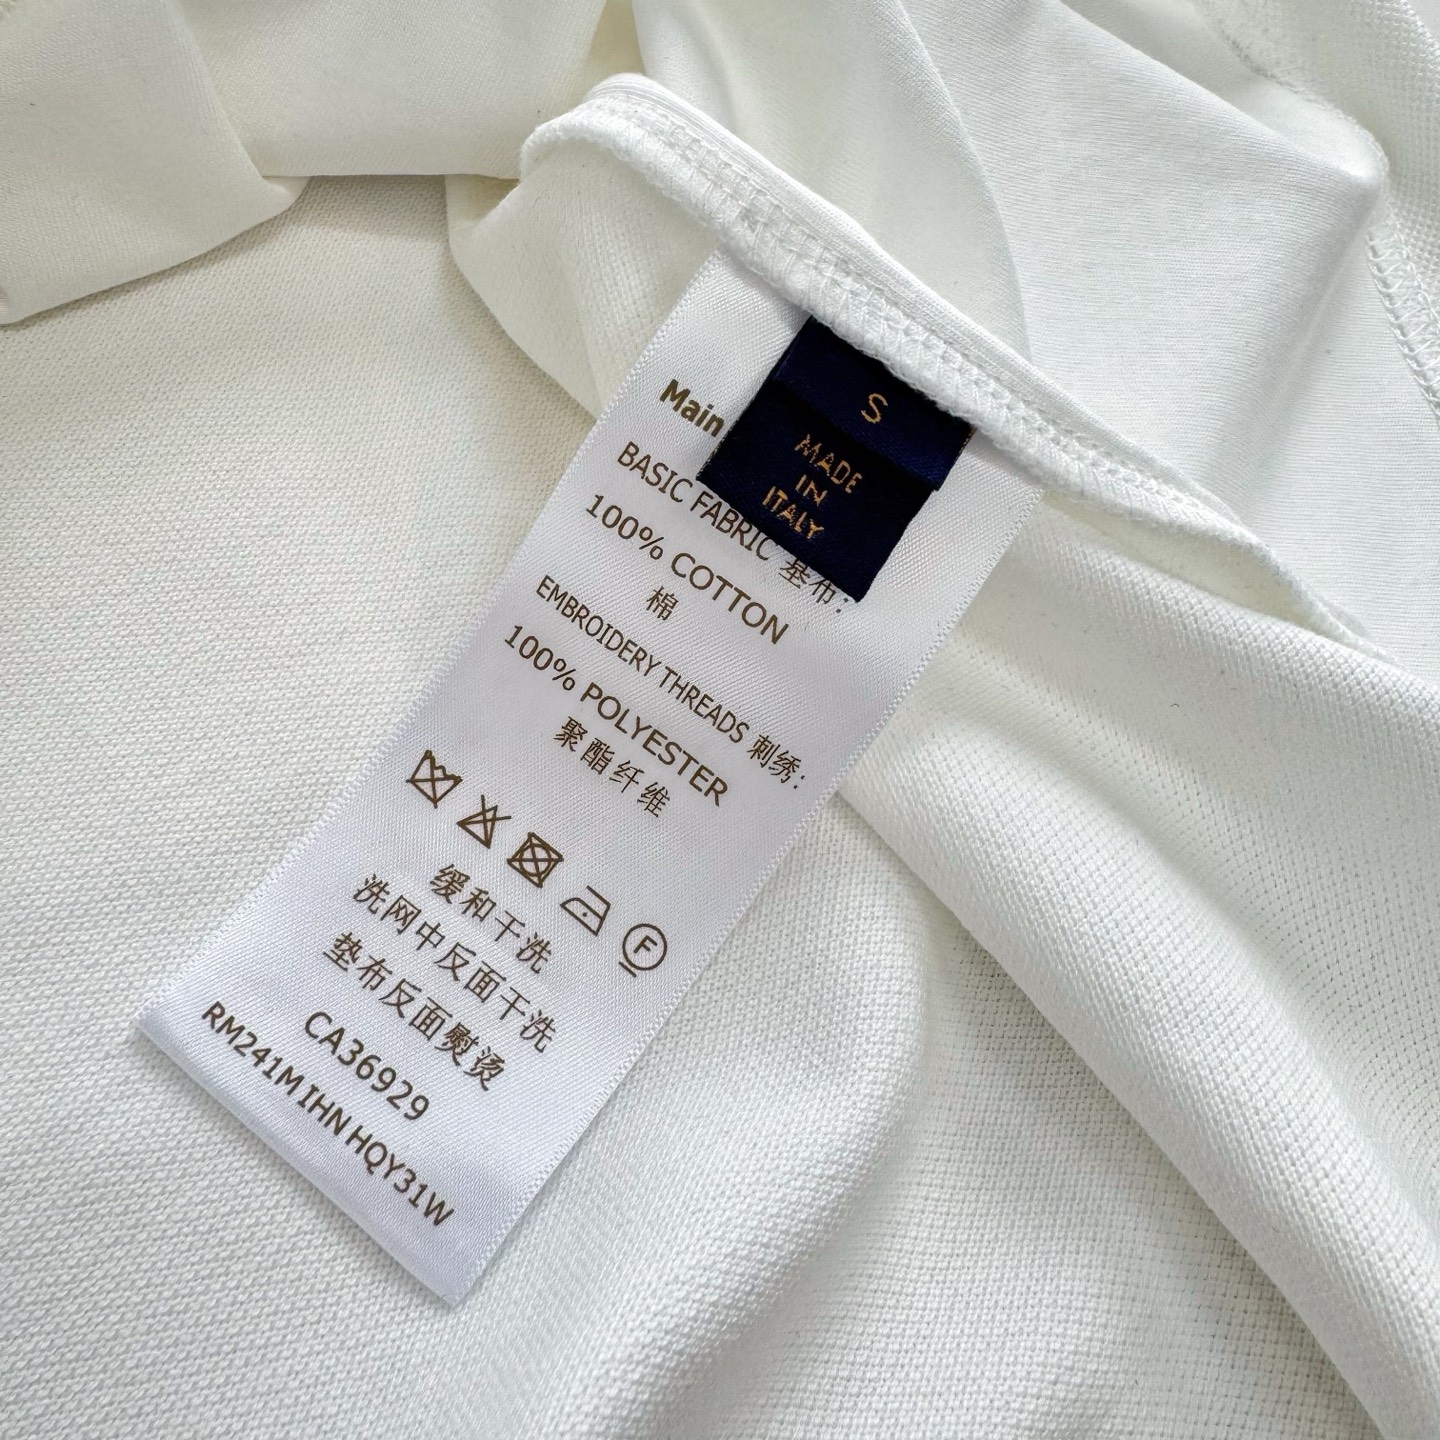 S
MADE
IN
ITALY
Main
BASIC FABRIC 基布:
100% COTTON
棉
EMBROIDERY THREADS 刺绣:
100% POLYESTER
聚酯纤维
F
缓和干洗
洗网中反面干洗
垫布反面熨烫
CA36929
RM241M IHN HQY31W